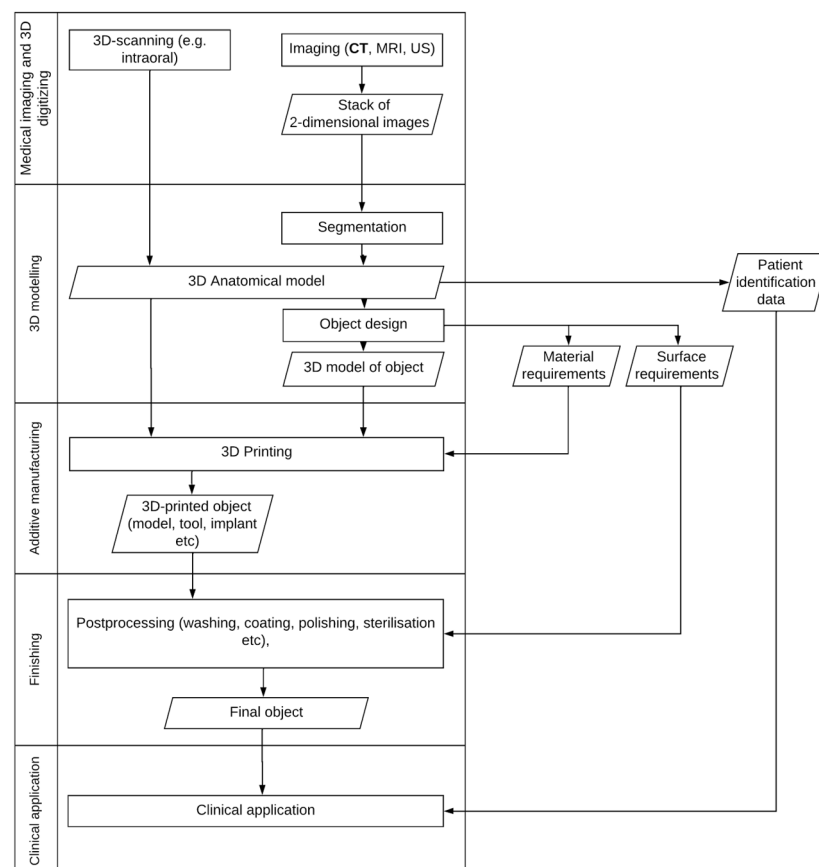 Medical imaging and 3D
digitizing
3D-scanning (e.g.
intraoral)
Imaging (CT, MRI, US)
Stack of
2-dimensional images
3D modelling
Segmentation
3D Anatomical model
Patient
identification
data
Object design
3D model of object
Material
requirements
Surface
requirements
Additive manufacturing
3D Printing
3D-printed object
(model, tool, implant
etc)
Finishing
Postprocessing (washing, coating, polishing, sterilisation
etc),
Final object
Clinical application
Clinical application